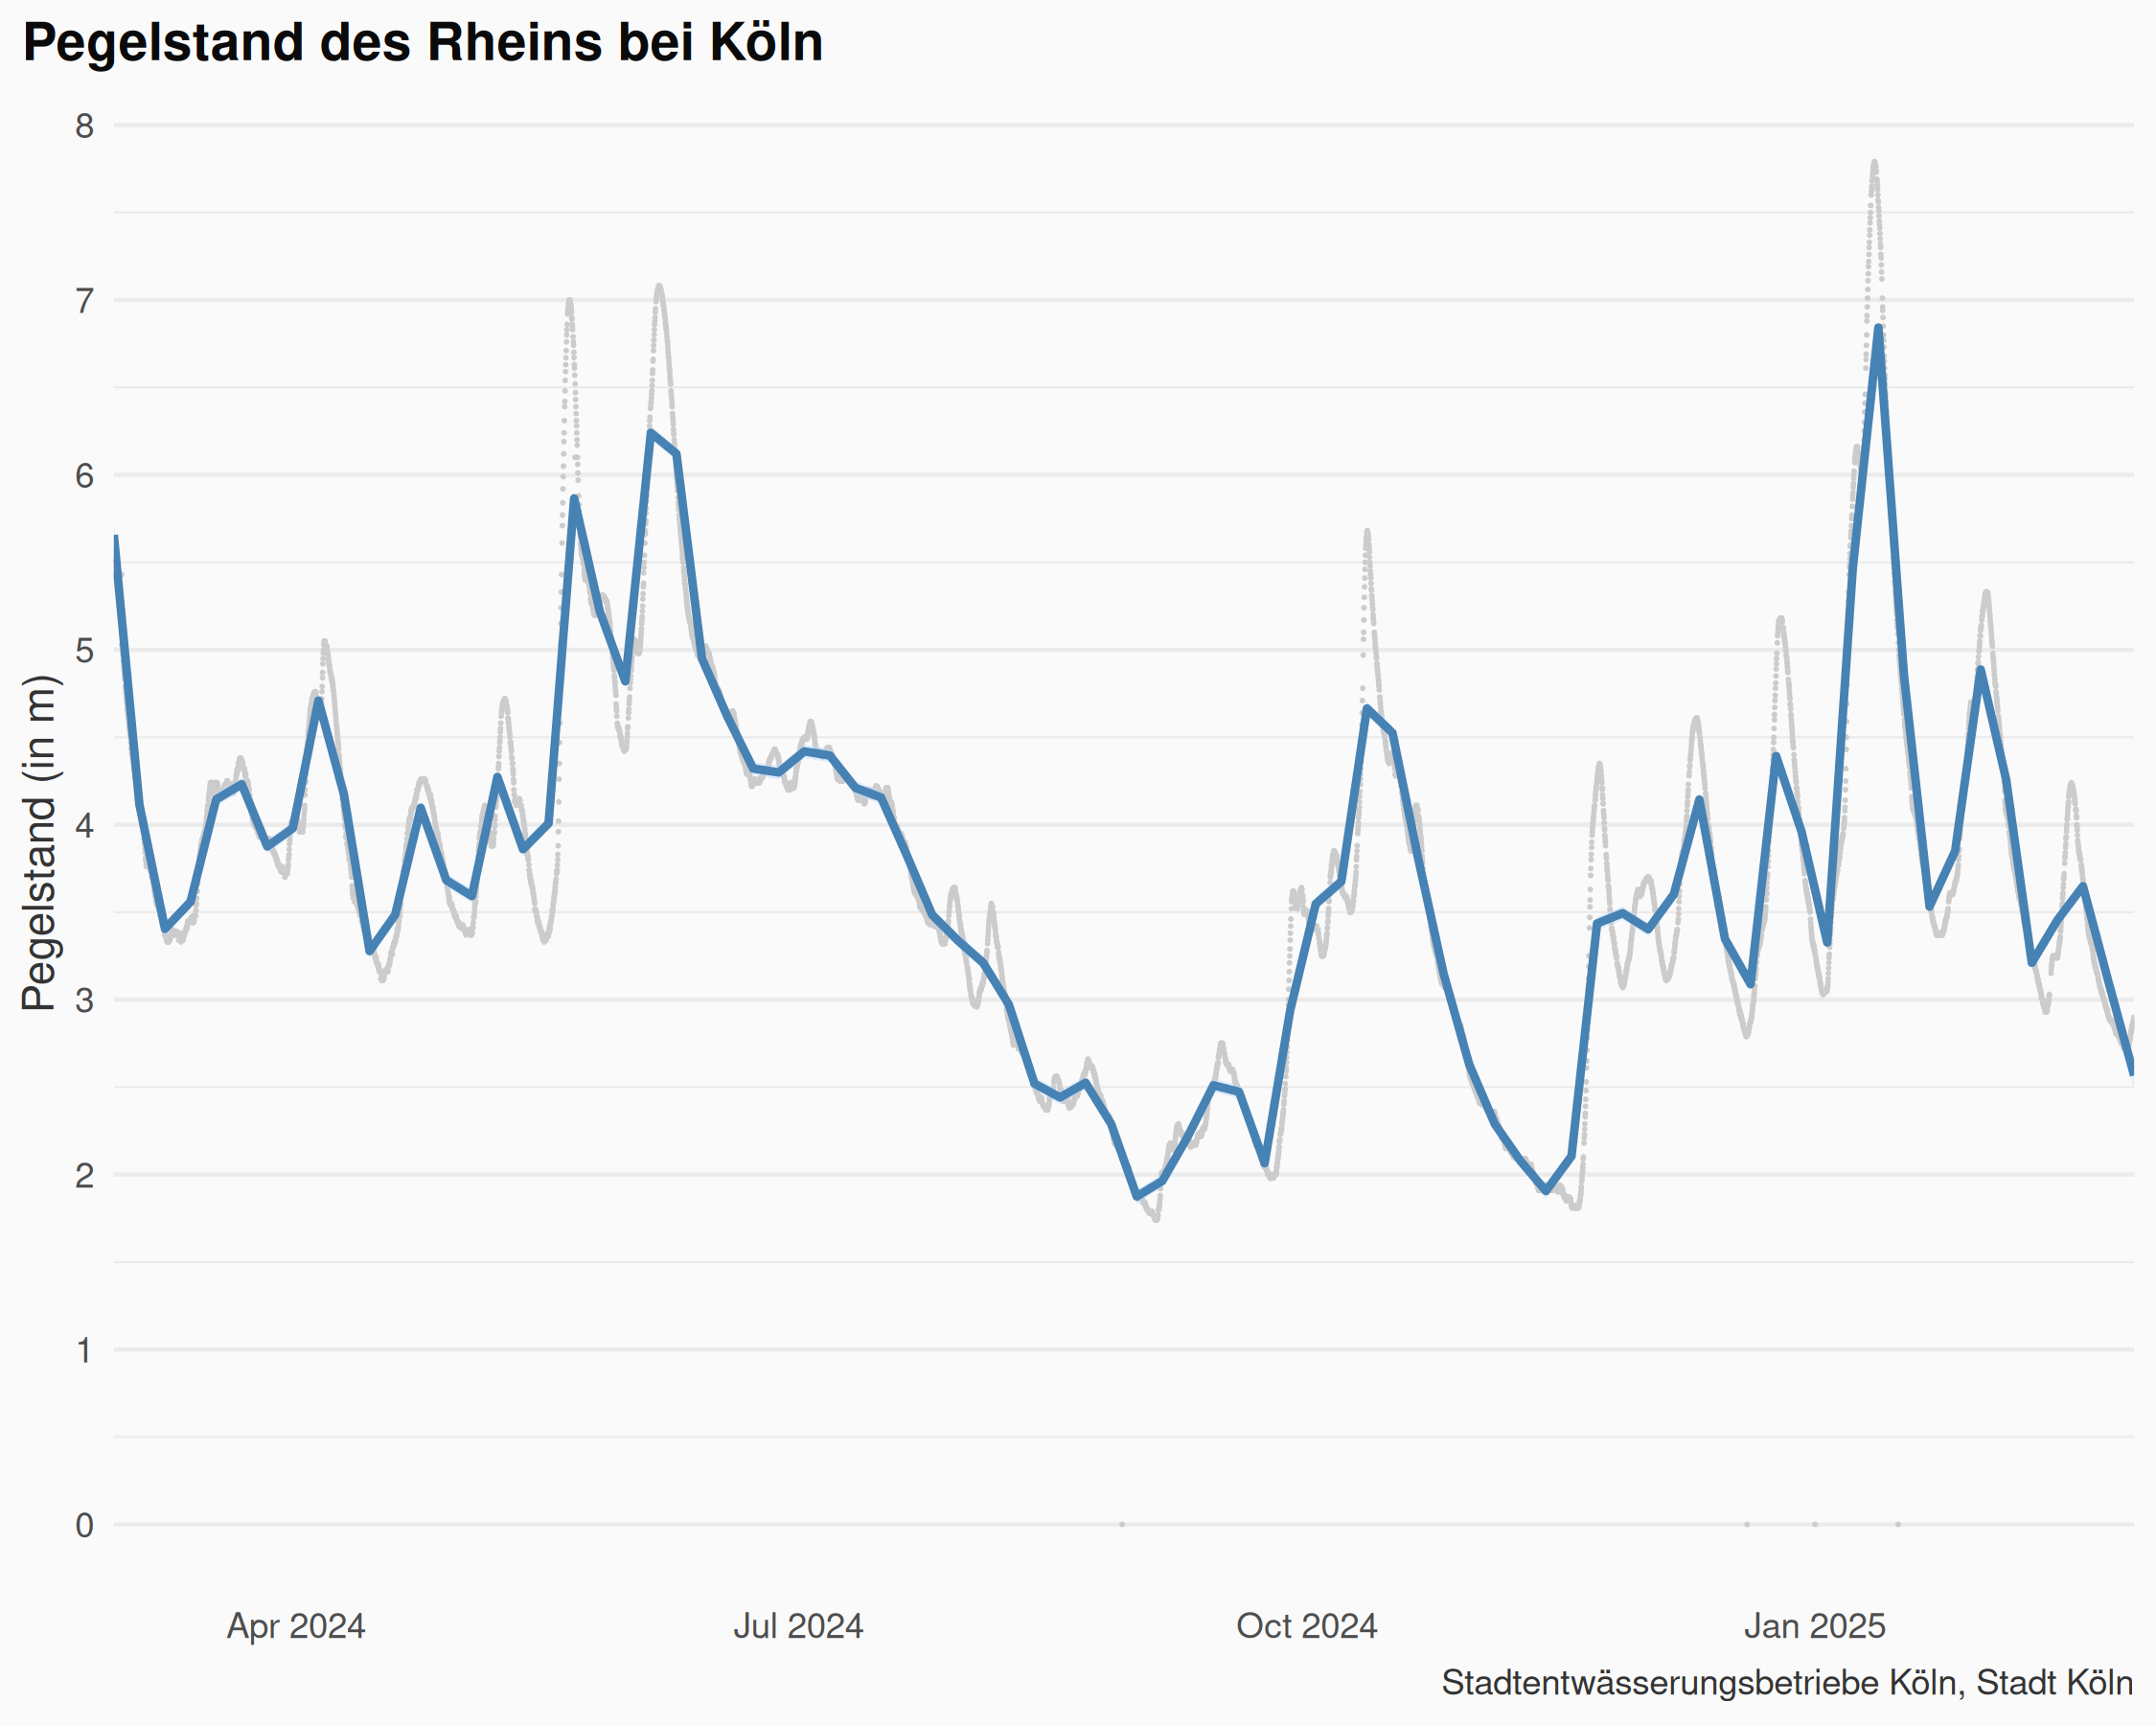 Pegelstand des Rheins bei Köln
Pegelstand (in m)
8
7
6
5
4
3
2
1
0
Apr 2024 Jul 2024 Oct 2024 Jan 2025
Stadtentwässerungsbetriebe Köln, Stadt Köln